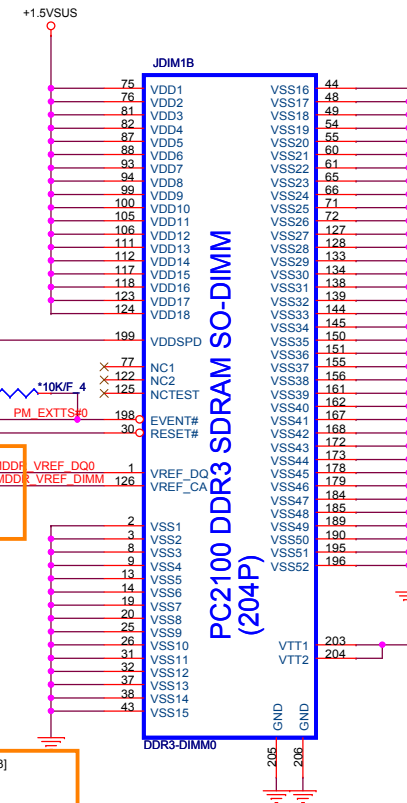 +1.5VSUS
JDIM1B
75 VDD1 VSS16 44
76 VDD2 VSS17 48
81 VDD3 VSS18 49
82 VDD4 VSS19 54
87 VDD5 VSS20 55
88 VDD6 VSS21 60
93 VDD7 VSS22 61
94 VDD8 VSS23 65
99 VDD9 VSS24 66
100 VDD10 VSS25 71
105 VDD11 VSS26 72
106 VDD12 VSS27 127
111 VDD13 VSS28 128
112 VDD14 VSS29 133
117 VDD15 VSS30 134
118 VDD16 VSS31 138
123 VDD17 VSS32 139
124 VDD18 VSS33 144
VSS34 145
199 VDDSPD VSS35 150
VSS36 151
77 NC1 VSS37 155
122 NC2 VSS38 156
125 NCTEST VSS39 161
*10K/F_4
VSS40 162
PM_EXTTS#0 198 EVENT# VSS41 167
30 RESET# VSS42 168
VSS43 172
VSS44 173
MDDR_VREF_DQ0 1 VREF_DQ VSS45 178
MDDR_VREF_DIMM 126 VREF_CA VSS46 179
VSS47 184
VSS48 185
2 VSS1 VSS49 189
3 VSS2 VSS50 190
8 VSS3 VSS51 195
9 VSS4 VSS52 196
13 VSS5
14 VSS6
19 VSS7
20 VSS8
25 VSS9
26 VSS10 VTT1 203
31 VSS11 VTT2 204
32 VSS12
37 VSS13
38 VSS14
43 VSS15
PC2100 DDR3 SDRAM SO-DIMM
(204P)
GND GND
205 206
DDR3-DIMM0